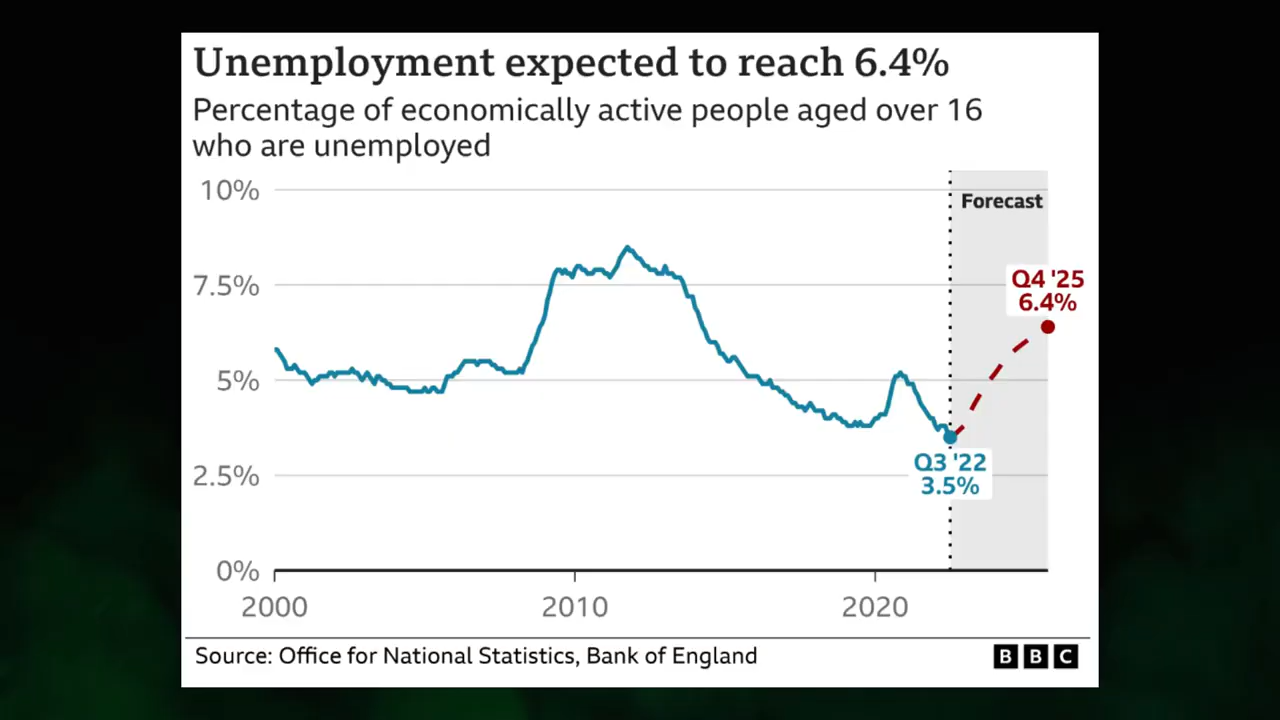 Unemployment expected to reach 6.4%
Percentage of economically active people aged over 16
who are unemployed
10%
Forecast
7.5%
Q4 '25
6.4%
5%
2.5%
Q3 '22
3.5%
0%
2000 2010 2020
Source: Office for National Statistics, Bank of England
BBC